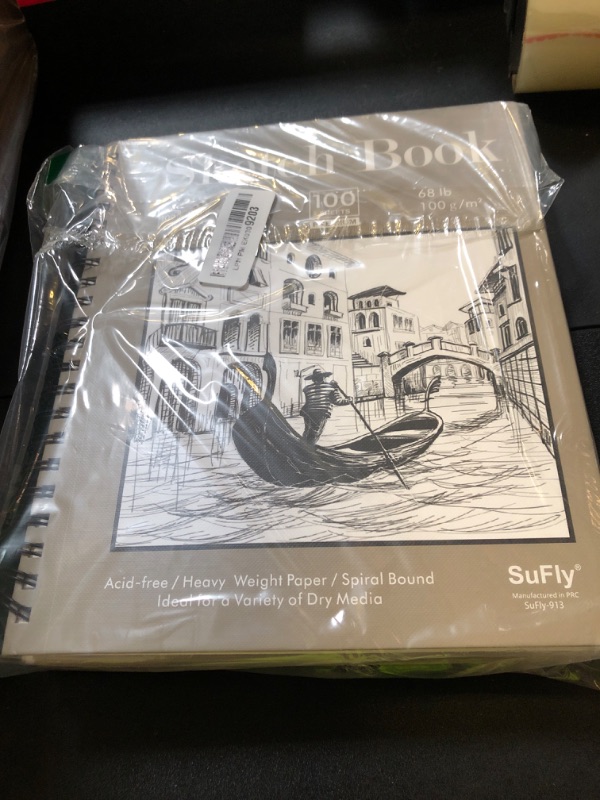 Sketch Book
100
68 lb
100 g/m²
9203
Acid-free / Heavy Weight Paper / Spiral Bound
Ideal for a Variety of Dry Media
SuFly®
Manufactured in PRC
SuFly-913